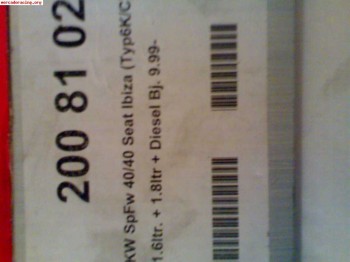 mercadoracing.org
200 81 02
KW SpFw 40/40 Seat Ibiza (Typ6K/C
1.6ltr. + 1.8ltr + Diesel Bj. 9.99-